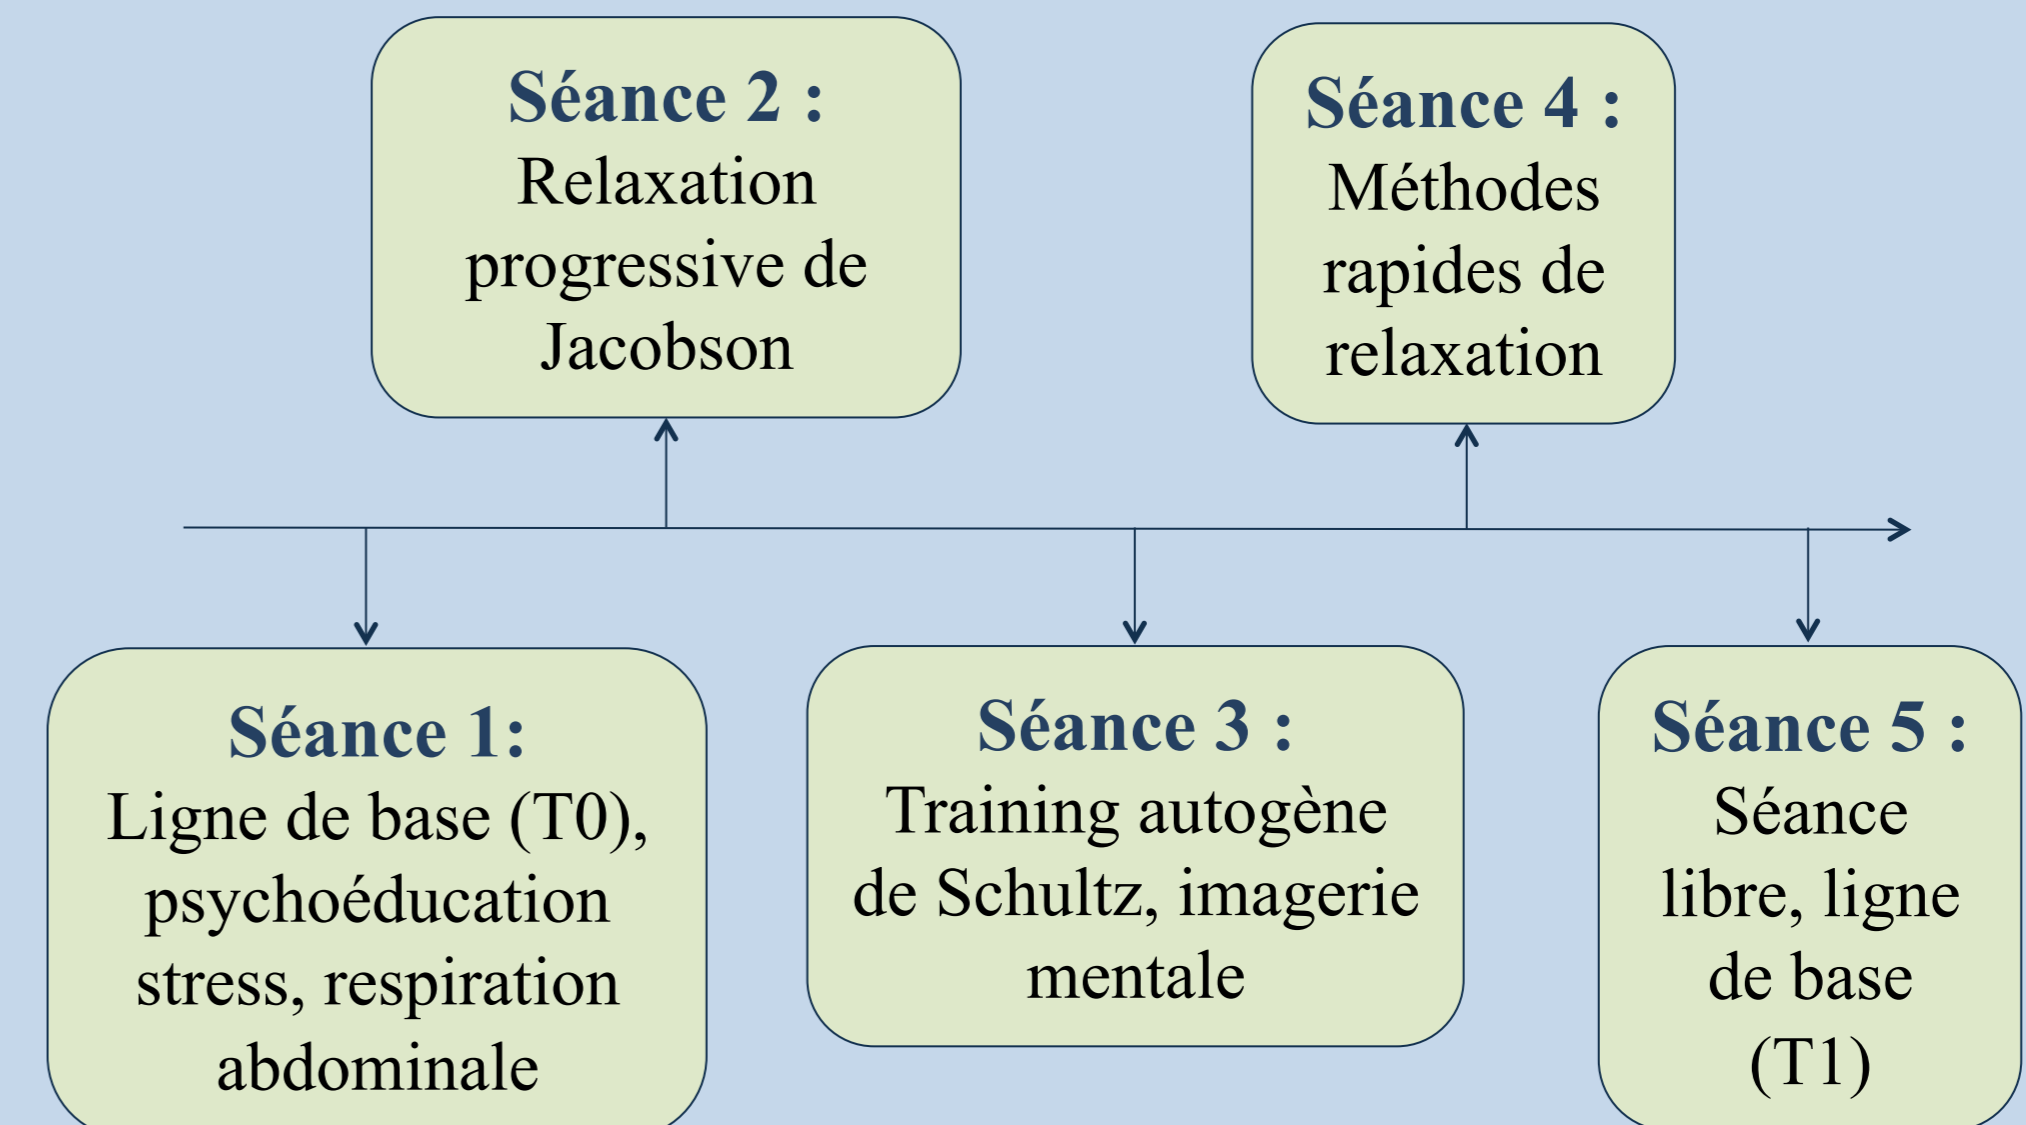 Séance 2 :
Relaxation
progressive de
Jacobson
Séance 4 :
Méthodes
rapides de
relaxation
Séance 1:
Ligne de base (T0),
psychoéducation
stress, respiration
abdominale
Séance 3 :
Training autogène
de Schultz, imagerie
mentale
Séance 5 :
Séance
libre, ligne
de base
(T1)